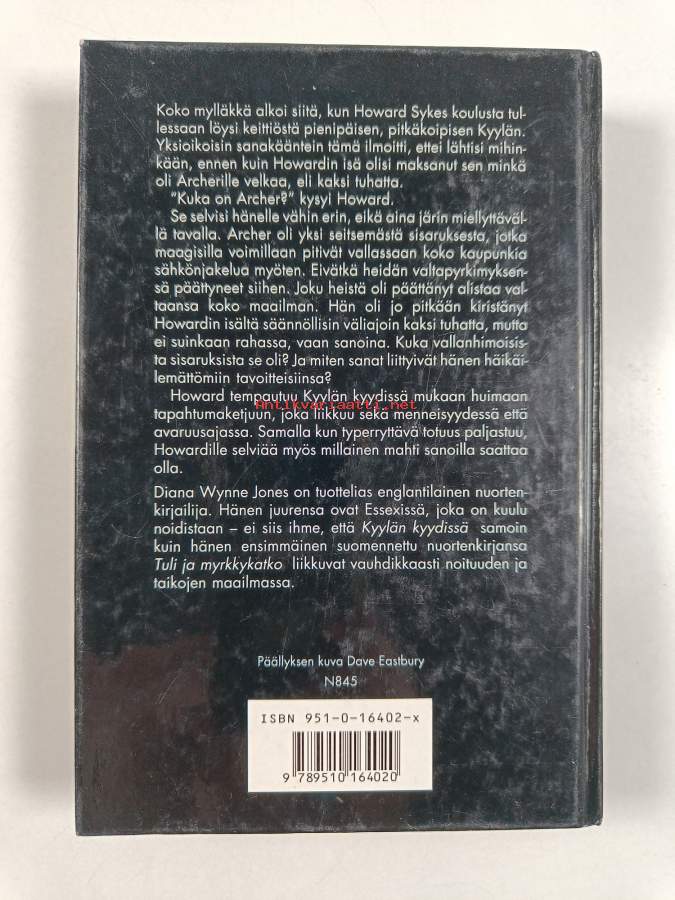 Koko mylläkkä alkoi siitä, kun Howard Sykes koulusta tul-
lessaan löysi keittiöstä pienipäisen, pitkäkoipisen Kyylän.
Yksioikoisin sanakääntein tämä ilmoitti, ettei lähtisi mihin-
kään, ennen kuin Howardin isä olisi maksanut sen minkä
oli Archerille velkaa, eli kaksi tuhatta.
"Kuka on Archer?" kysyi Howard.
Se selvisi hänelle vähin erin, eikä aina järin miellyttäväl-
lä tavalla. Archer oli yksi seitsemästä sisaruksesta, jotka
maagisilla voimillaan pitivät vallassaan koko kaupunkia
sähkönjakelua myöten. Eivätkä heidän valtapyrkimyksen-
sä päättyneet siihen. Joku heistä oli päättänyt alistaa val-
taansa koko maailman. Hän oli jo pitkään kiristänyt
Howardin isältä säännöllisin väliajoin kaksi tuhatta, mutta
ei suinkaan rahassa, vaan sanoina. Kuka vallanhimoisis-
ta sisaruksista se oli? Ja miten sanat liittyivät hänen häikäi-
lemättömiin tavoitteisiinsa?
Howard tempautuu Kyylän kyydissä mukaan huimaan
Antikvariaatti.net
tapahtumaketjuun, joka liikkuu sekä menneisyydessä että
avaruusajassa. Samalla kun typerryttävä totuus paljastuu,
Howardille selviää myös millainen mahti sanoilla saattaa
olla.
Diana Wynne Jones on tuottelias englantilainen nuorten-
kirjailija. Hänen juurensa ovat Essexissä, joka on kuulu
noidistaan – ei siis ihme, että Kyylän kyydissä samoin
kuin hänen ensimmäinen suomennettu nuortenkirjansa
Tuli ja myrkkykatko liikkuvat vauhdikkaasti noituuden ja
taikojen maailmassa.
Päällyksen kuva Dave Eastbury
N845
ISBN 951-0-16402-x
9 789510 164020